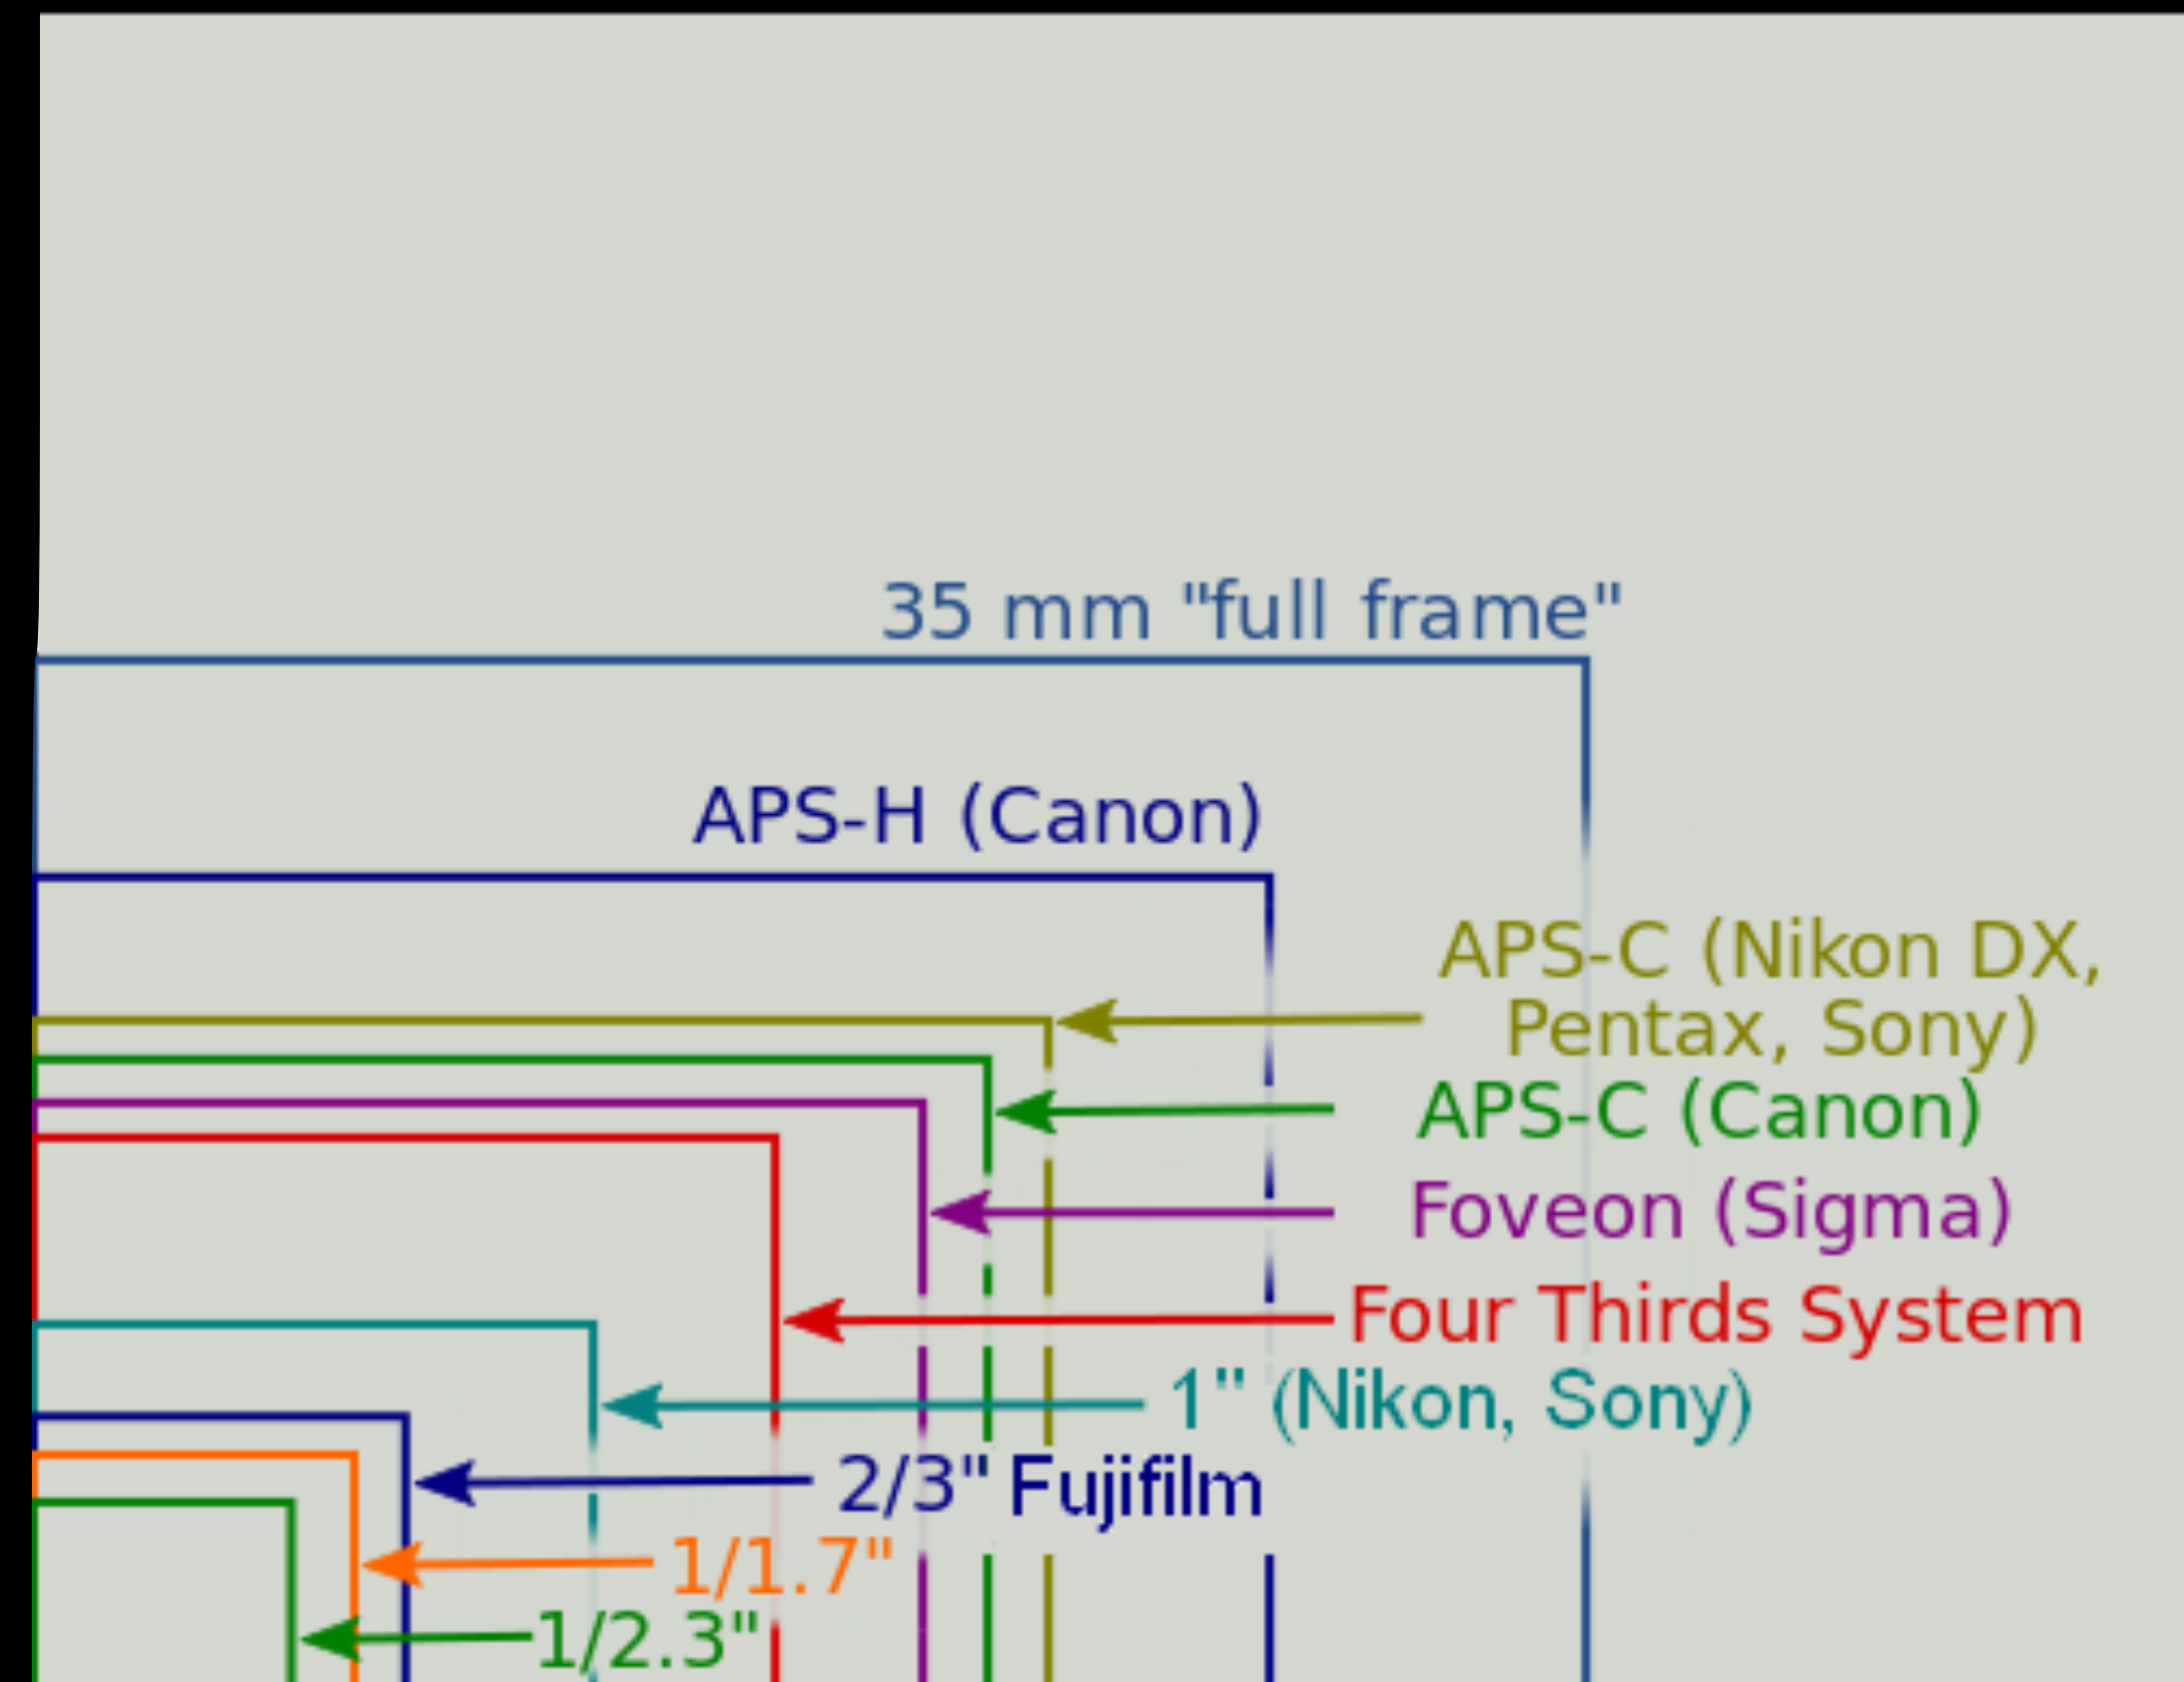 35 mm "full frame"
APS-H (Canon)
APS-C (Nikon DX,
Pentax, Sony)
APS-C (Canon)
Foveon (Sigma)
Four Thirds System
1" (Nikon, Sony)
2/3" Fujifilm
1/1.7"
1/2.3"